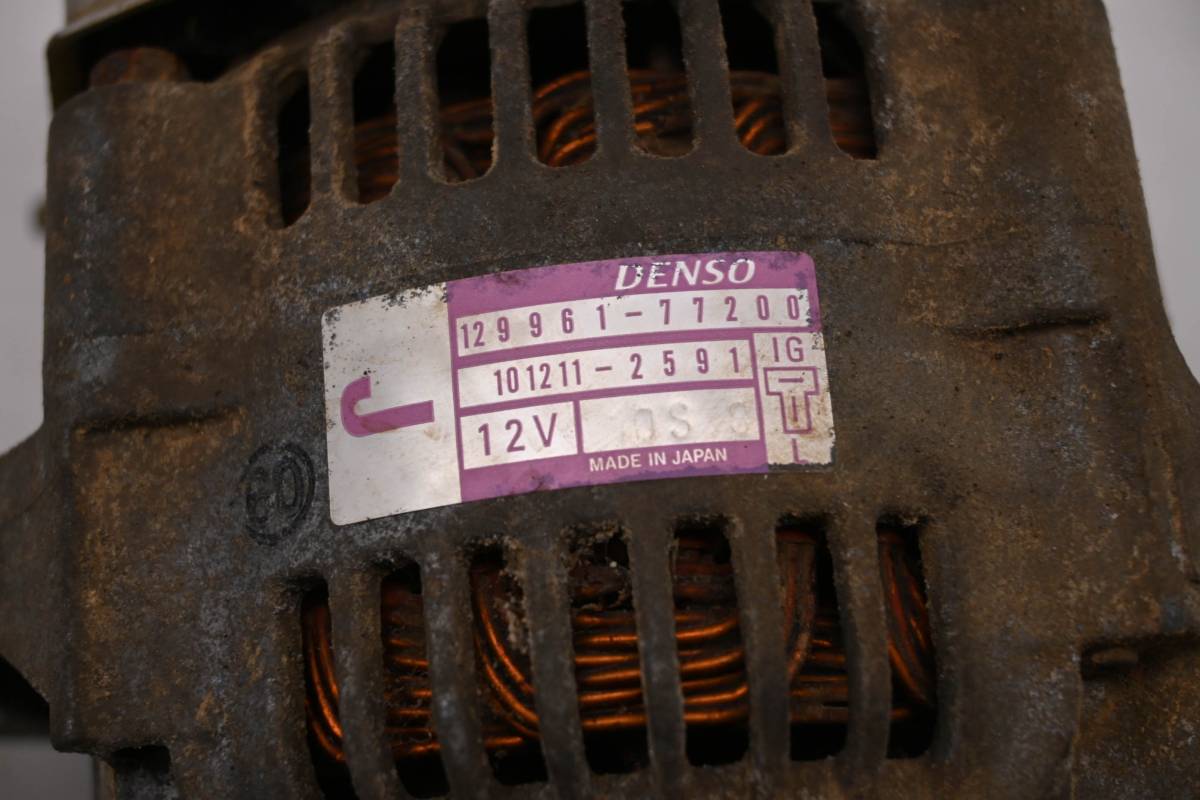 DENSO
129961-77200
101211-2591
IG
12V
L
MADE IN JAPAN